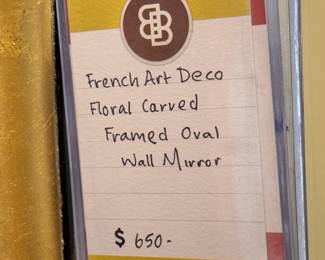 French Art Deco
Floral Carved
Framed Oval
Wall Mirror
$ 650-